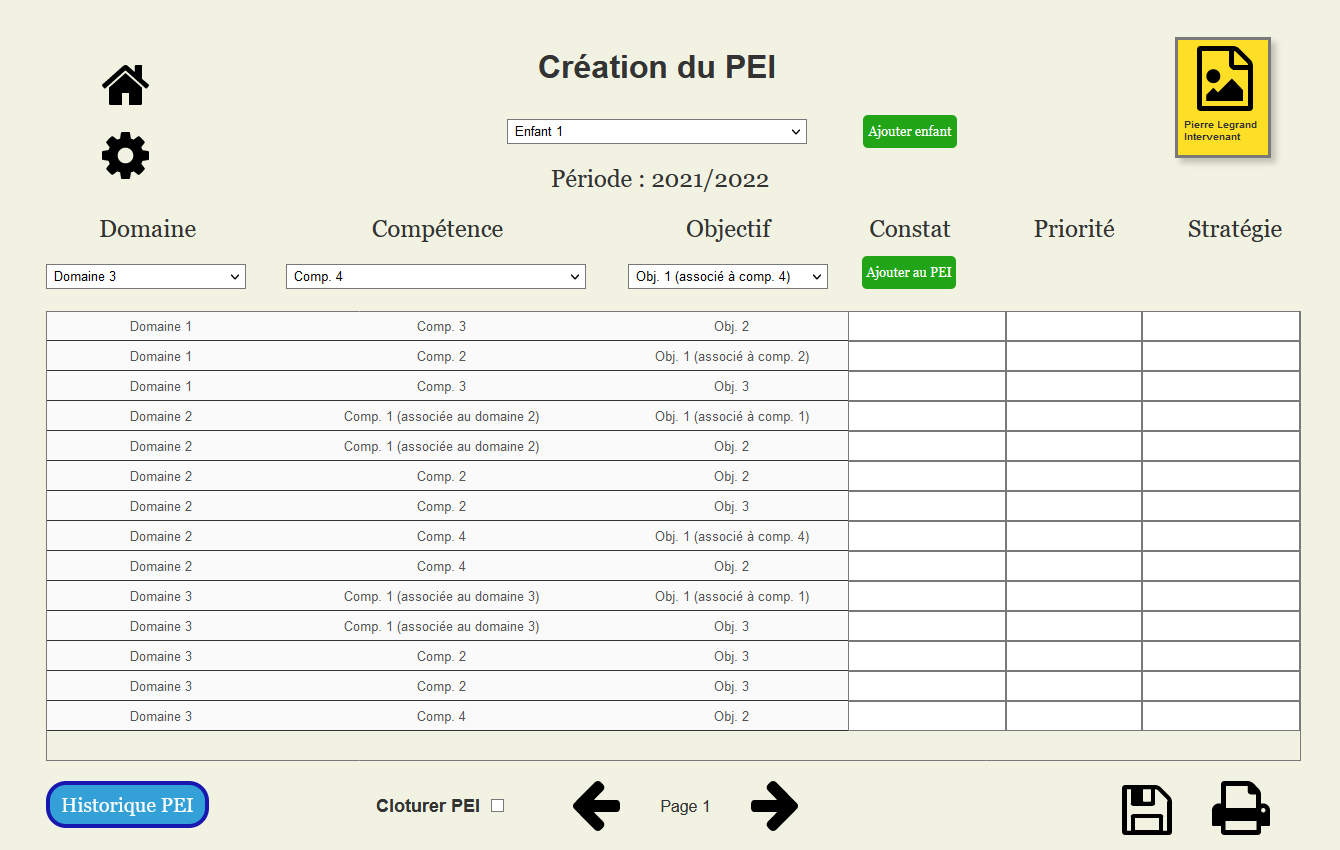 Création du PEI
Pierre Legrand
Intervenant
Enfant 1
Ajouter enfant
Période : 2021/2022
Domaine Compétence Objectif Constat Priorité Stratégie
Domaine 3 Comp. 4 Obj. 1 (associé à comp. 4) Ajouter au PEI
Domaine 1 Comp. 3 Obj. 2
Domaine 1 Comp. 2 Obj. 1 (associé à comp. 2)
Domaine 1 Comp. 3 Obj. 3
Domaine 2 Comp. 1 (associée au domaine 2) Obj. 1 (associé à comp. 1)
Domaine 2 Comp. 1 (associée au domaine 2) Obj. 2
Domaine 2 Comp. 2 Obj. 2
Domaine 2 Comp. 2 Obj. 3
Domaine 2 Comp. 4 Obj. 1 (associé à comp. 4)
Domaine 2 Comp. 4 Obj. 2
Domaine 3 Comp. 1 (associée au domaine 3) Obj. 1 (associé à comp. 1)
Domaine 3 Comp. 1 (associée au domaine 3) Obj. 3
Domaine 3 Comp. 2 Obj. 3
Domaine 3 Comp. 2 Obj. 3
Domaine 3 Comp. 4 Obj. 2
Historique PEI Cloturer PEI Page 1